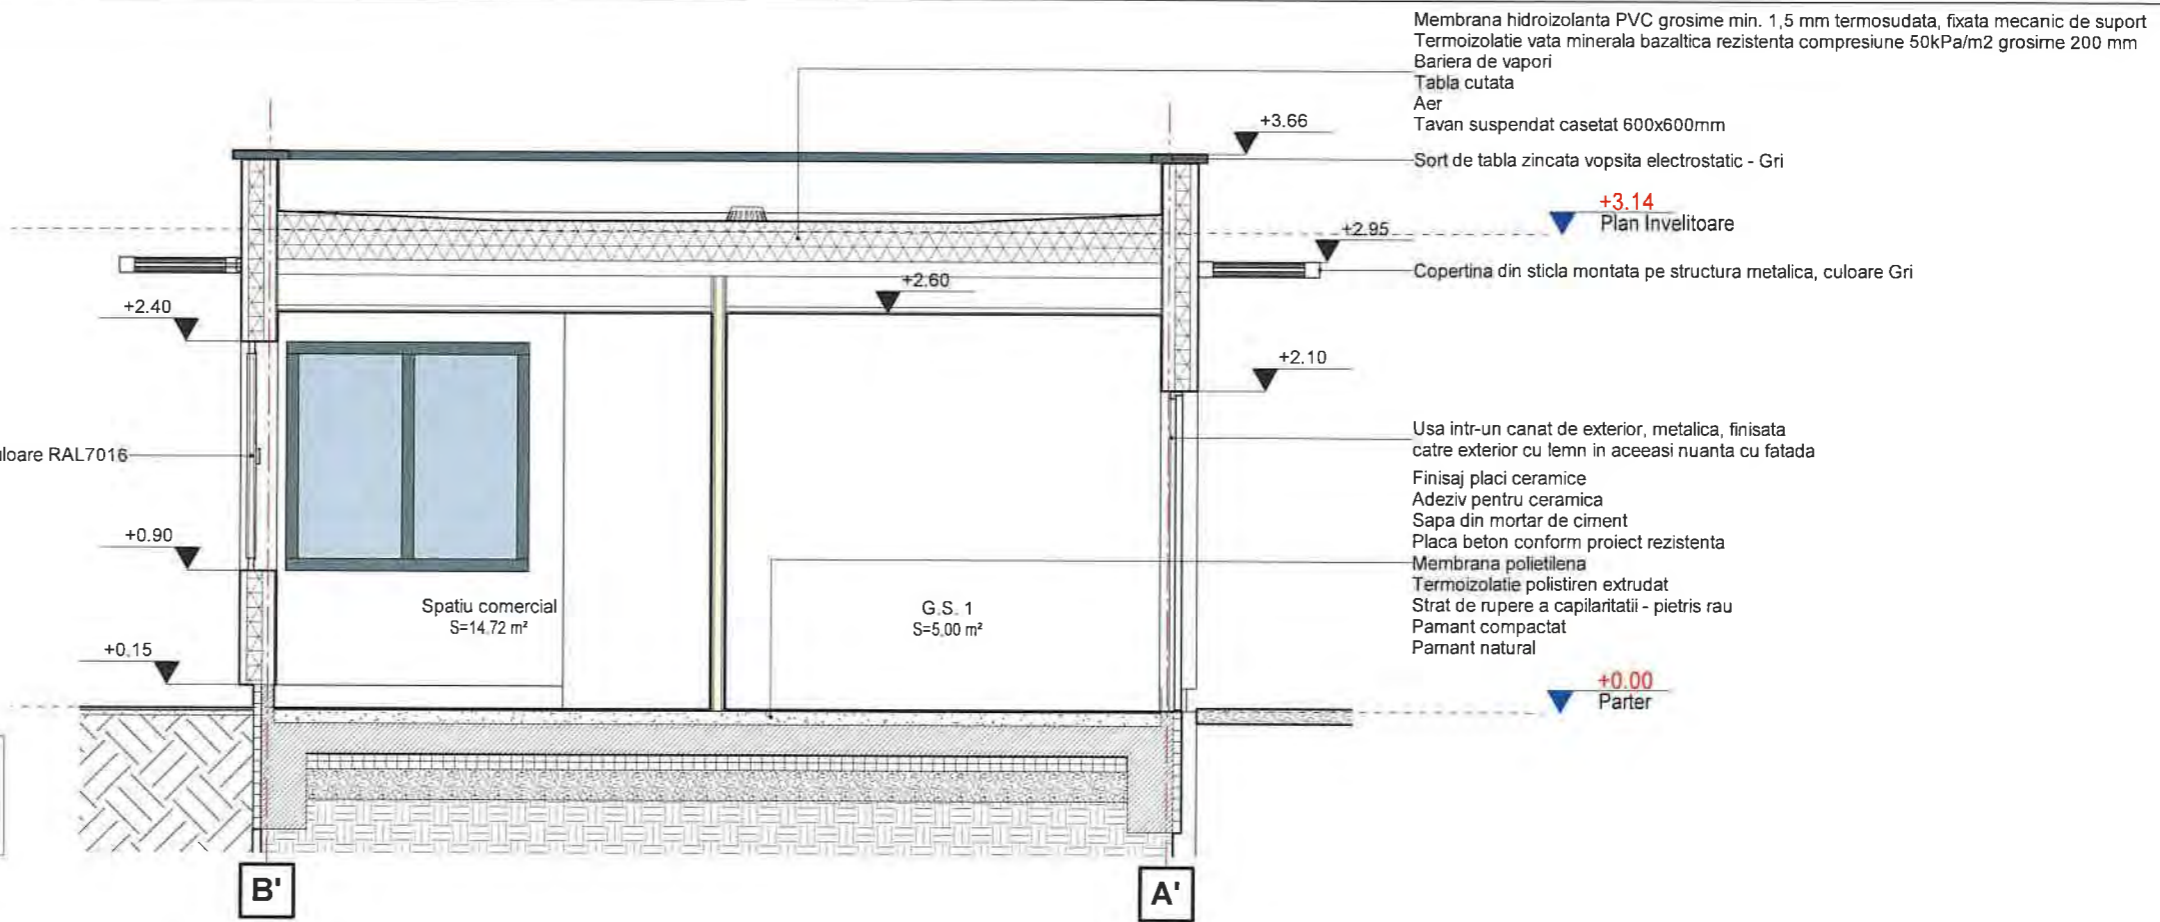 Membrana hidroizolanta PVC grosime min. 1,5 mm termosudata, fixata mecanic de suport
Termoizolatie vata minerala bazaltica rezistenta compresiune 50kPa/m2 grosime 200 mm
Bariera de vapori
Tabla cutata
Aer
Tavan suspendat casetat 600x600mm
+3.66
Sort de tabla zincata vopsita electrostatic - Gri
+3.14
Plan Invelitoare
+2.95
Copertina din sticla montata pe structura metalica, culoare Gri
+2.60
+2.40
+2.10
Usa intr-un canat de exterior, metalica, finisata
catre exterior cu lemn in aceeasi nuanta cu fatada
RAL7016
Finisaj placi ceramice
Adeziv pentru ceramica
Sapa din mortar de ciment
Placa beton conform proiect rezistenta
Membrana polietilena
Termoizolatie polistiren extrudat
Strat de rupere a capilaritatii - pietris rau
Pamant compactat
Pamant natural
+0.90
Spatiu comercial
S=14.72 m²
G.S. 1
S=5,00 m²
+0.15
+0.00
Parter
B'
A'